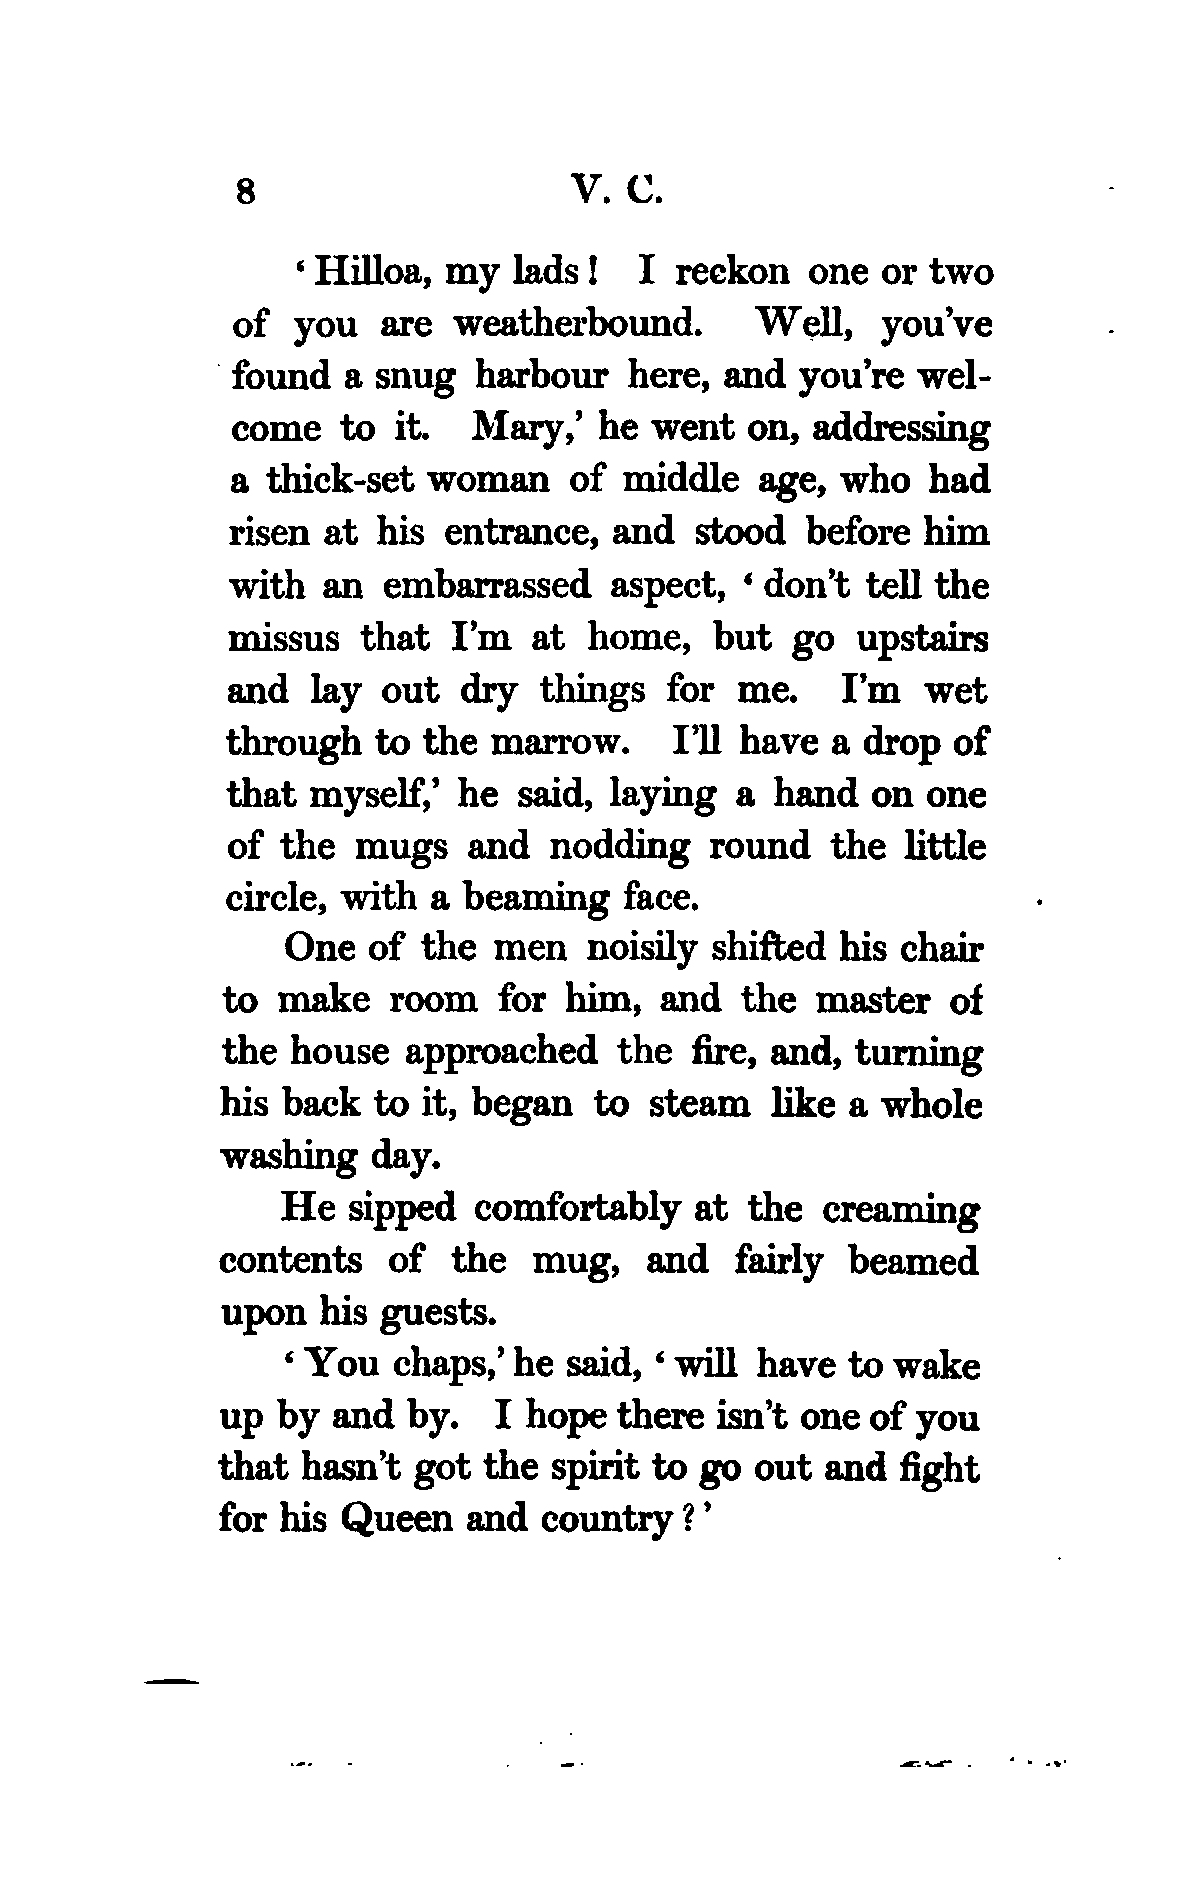 8 V. C.
‘ Hilloa, my lads ! I reckon one or two
of you are weatherbound. Well, you’ve
found a snug harbour here, and you’re wel-
come to it. Mary,’ he went on, addressing
a thick-set woman of middle age, who had
risen at his entrance, and stood before him
with an embarrassed aspect, ‘ don’t tell the
missus that I’m at home, but go upstairs
and lay out dry things for me. I’m wet
through to the marrow. I’ll have a drop of
that myself,’ he said, laying a hand on one
of the mugs and nodding round the little
circle, with a beaming face.
One of the men noisily shifted his chair
to make room for him, and the master of
the house approached the fire, and, turning
his back to it, began to steam like a whole
washing day.
He sipped comfortably at the creaming
contents of the mug, and fairly beamed
upon his guests.
‘ You chaps,’ he said, ‘ will have to wake
up by and by. I hope there isn’t one of you
that hasn’t got the spirit to go out and fight
for his Queen and country ? ’